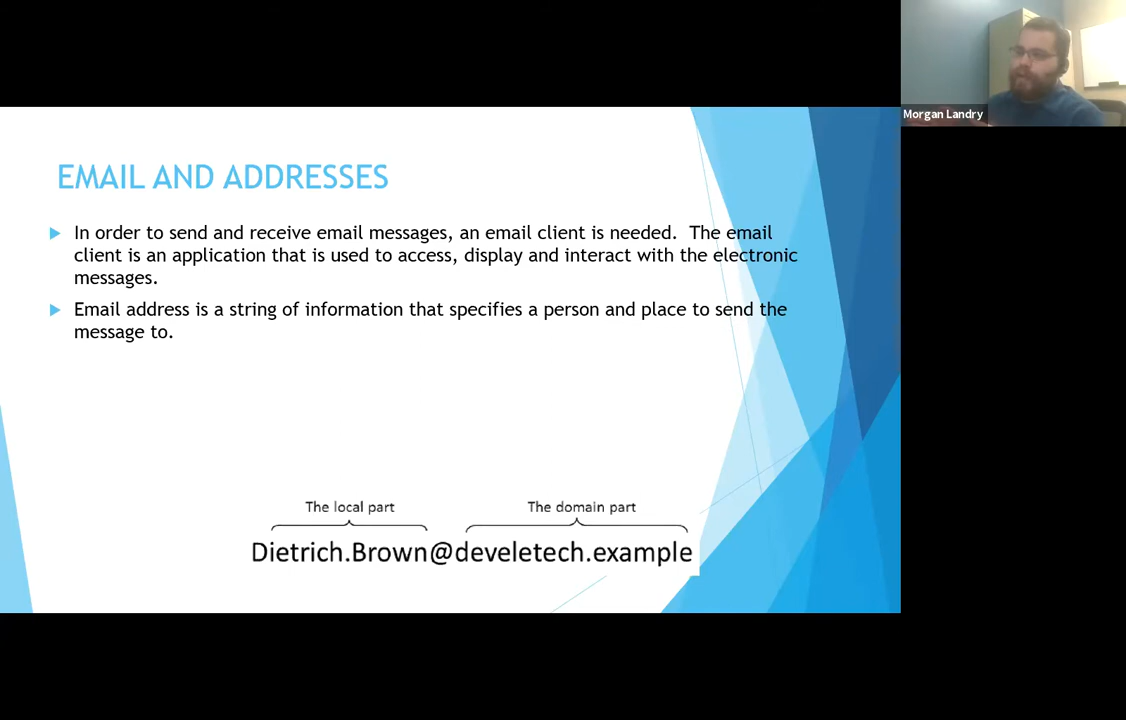 Morgan Landry
EMAIL AND ADDRESSES
In order to send and receive email messages, an email client is needed.  The email
client is an application that is used to access, display and interact with the electronic
messages.
Email address is a string of information that specifies a person and place to send the
message to.
The local part The domain part
Dietrich.Brown@develetech.example